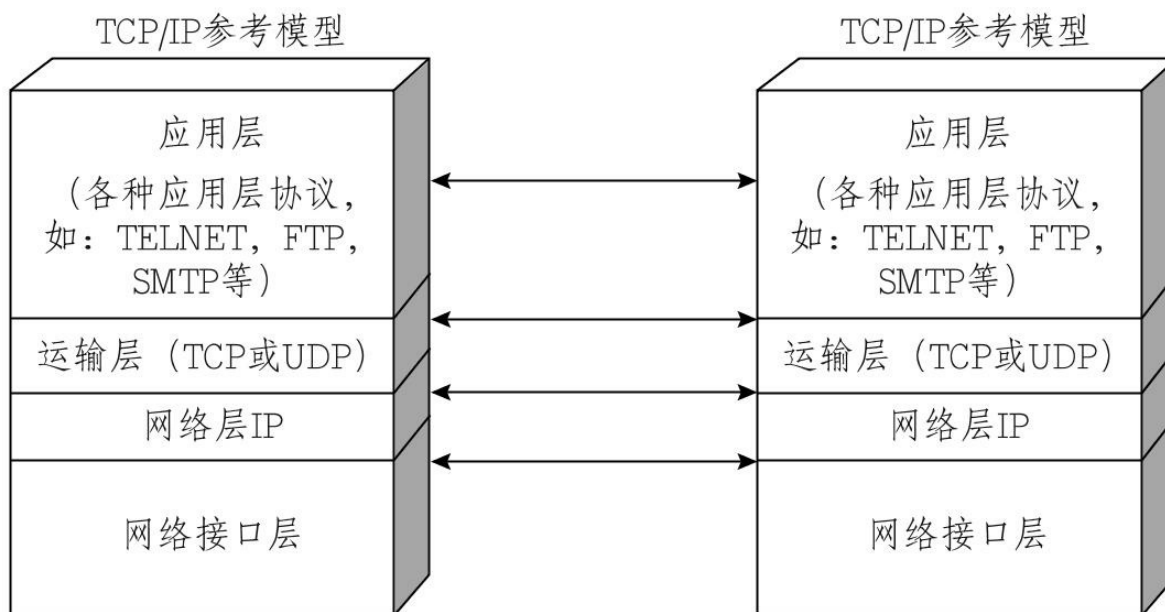 TCP/IP参考模型
应用层
（各种应用层协议，
如：TELNET，FTP，
SMTP等）
运输层（TCP或UDP）
网络层IP
网络接口层
TCP/IP参考模型
应用层
（各种应用层协议，
如：TELNET，FTP，
SMTP等）
运输层（TCP或UDP）
网络层IP
网络接口层